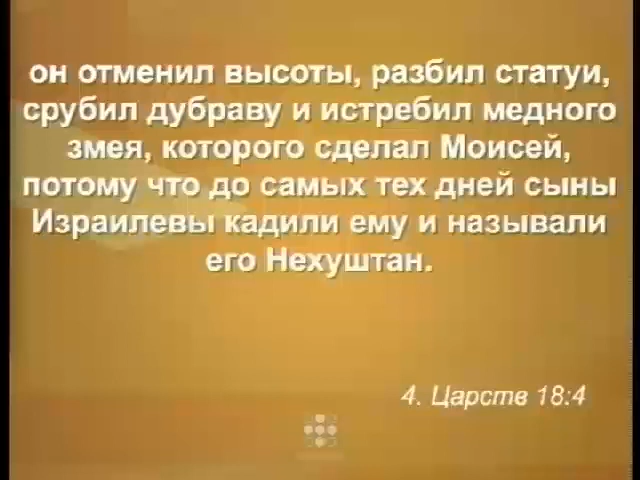 он отменил высоты, разбил статуи,
срубил дубраву и истребил медного
змея, которого сделал Моисей,
потому что до самых тех дней сыны
Израилевы кадили ему и называли
его Нехуштан.
4. Царств 18:4